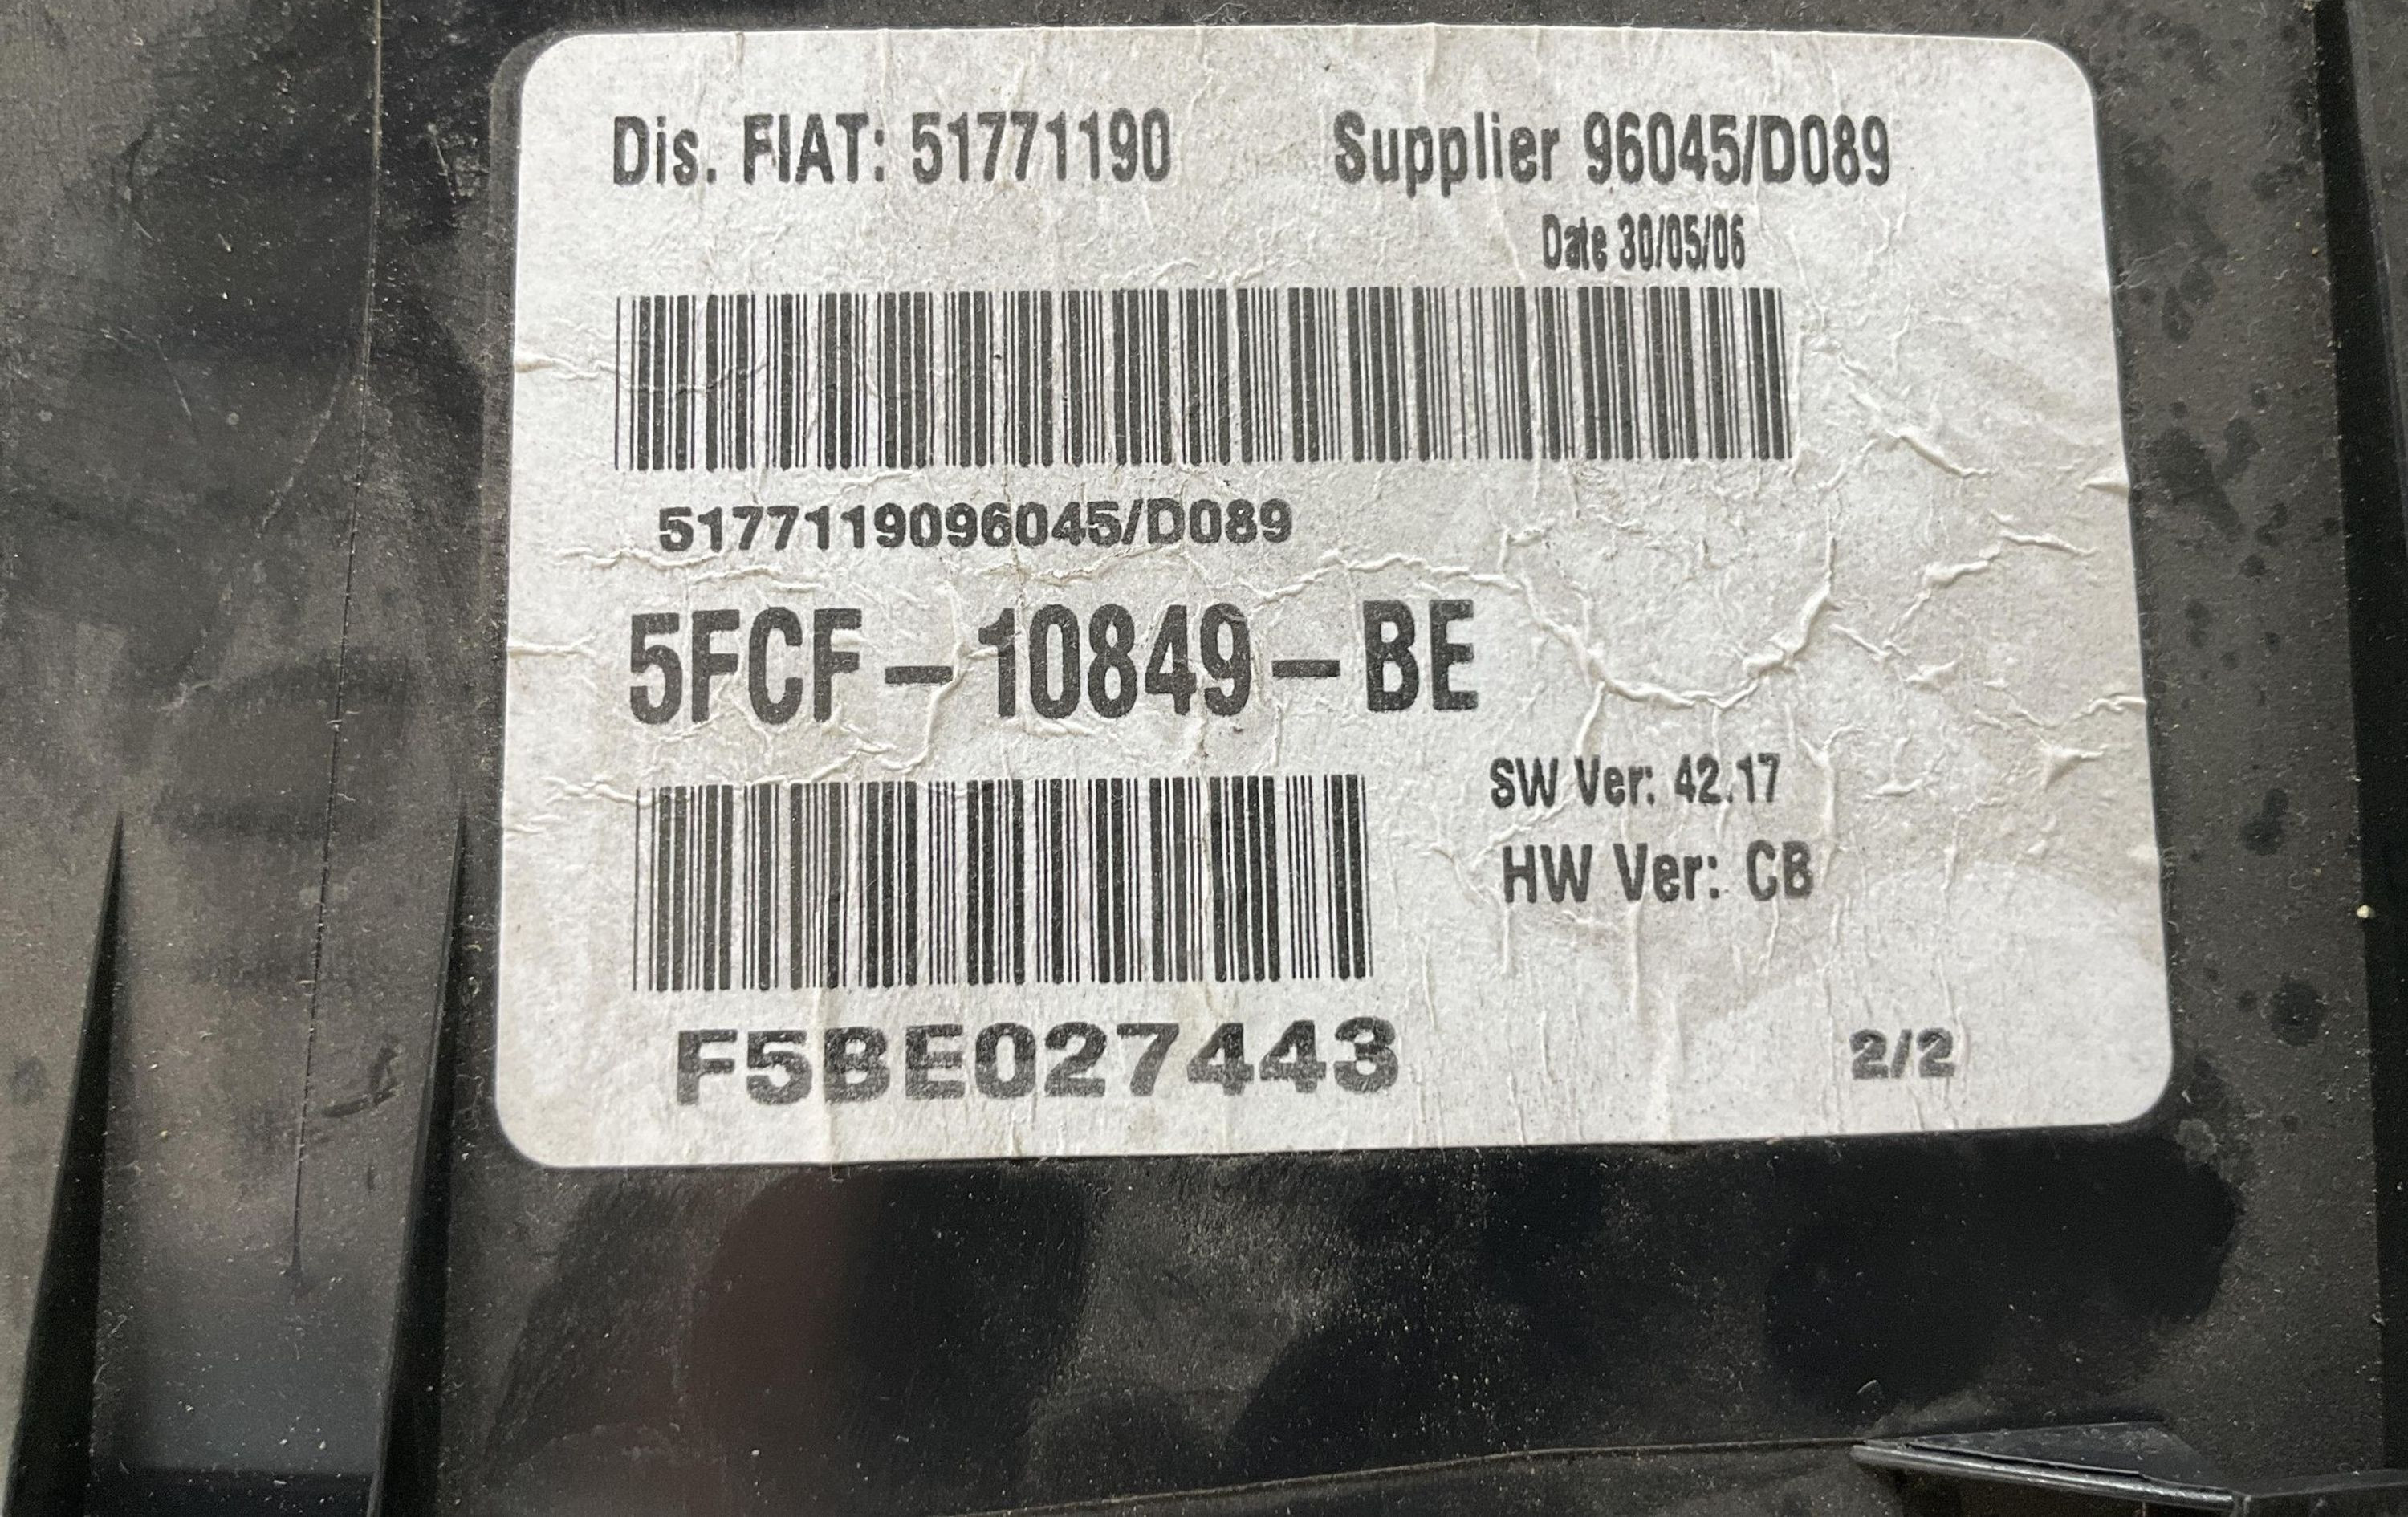 Dis. FIAT: 51771190 Supplier 96045/D089
Date 30/05/06
5177119096045/D089
5FCF - 10849 - BE
SW Ver: 42.17
HW Ver: CB
F5BE027443 2/2